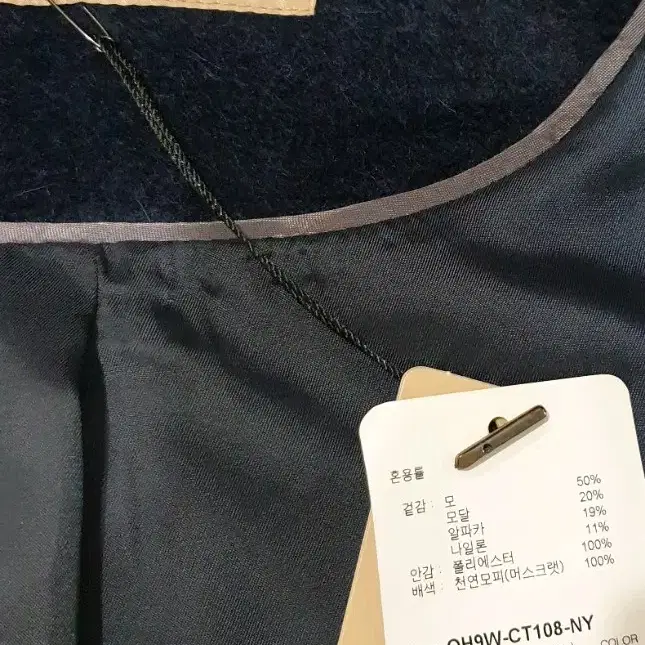 혼용률
겉감 : 모 50%
모달 20%
알파카 19%
나일론 11%
안감 : 폴리에스터 100%
배색 : 천연모피(머스크랫) 100%
OH9W-CT108-NY
COLOR